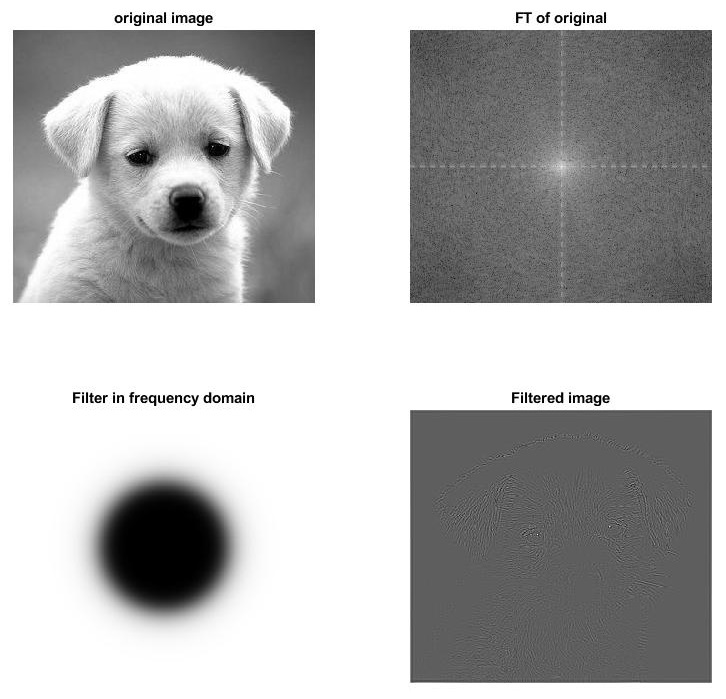 original image
FT of original
Filter in frequency domain
Filtered image